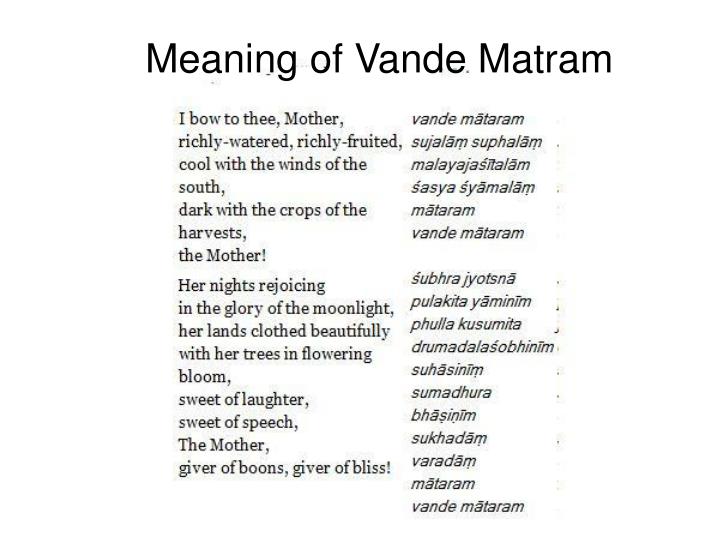 Meaning of Vande Matram
I bow to thee, Mother,
richly-watered, richly-fruited,
cool with the winds of the
south,
dark with the crops of the
harvests,
the Mother!
Her nights rejoicing
in the glory of the moonlight,
her lands clothed beautifully
with her trees in flowering
bloom,
sweet of laughter,
sweet of speech,
The Mother,
giver of boons, giver of bliss!
vande mātaram
sujalāṃ suphalāṃ
malayajaśītalām
śasya śyāmalāṃ
mātaram
vande mātaram
śubhra jyotsnā
pulakita yāminīm
phulla kusumita
drumadalaśobhinīm
suhāsinīṃ
sumadhura
bhāṣiṇīm
sukhadāṃ
varadāṃ
mātaram
vande mātaram